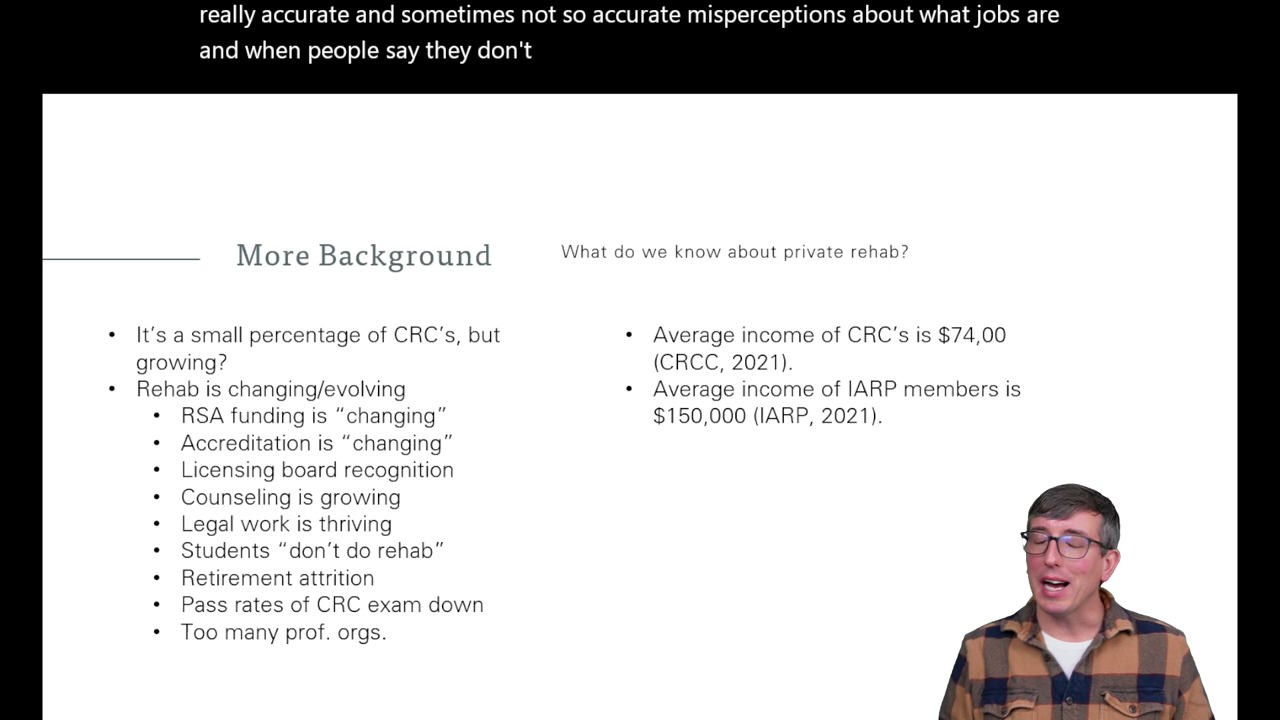 really accurate and sometimes not so accurate misperceptions about what jobs are
and when people say they don't
More Background
What do we know about private rehab?
• It’s a small percentage of CRC’s, but
growing?
• Rehab is changing/evolving
• RSA funding is “changing”
• Accreditation is “changing”
• Licensing board recognition
• Counseling is growing
• Legal work is thriving
• Students “don’t do rehab”
• Retirement attrition
• Pass rates of CRC exam down
• Too many prof. orgs.
• Average income of CRC’s is $74,00
(CRCC, 2021).
• Average income of IARP members is
$150,000 (IARP, 2021).